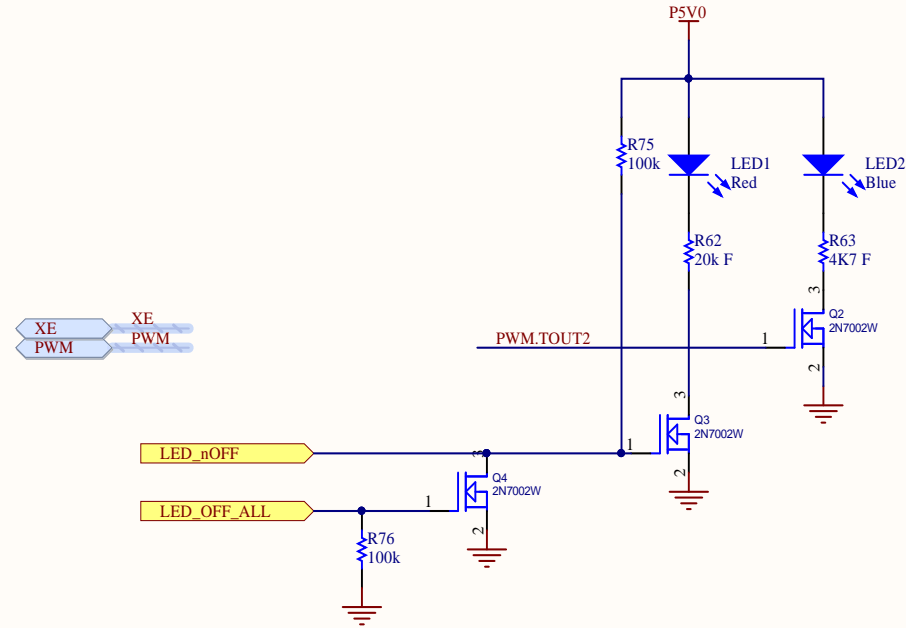 P5V0
R75
100k
LED1
Red
LED2
Blue
R62
20k F
R63
4K7 F
XE
XE
PWM
PWM
PWM.TOUT2
1
3
Q2
2N7002W
2
LED_nOFF
1
3
Q3
2N7002W
2
LED_OFF_ALL
1
3
Q4
2N7002W
2
R76
100k